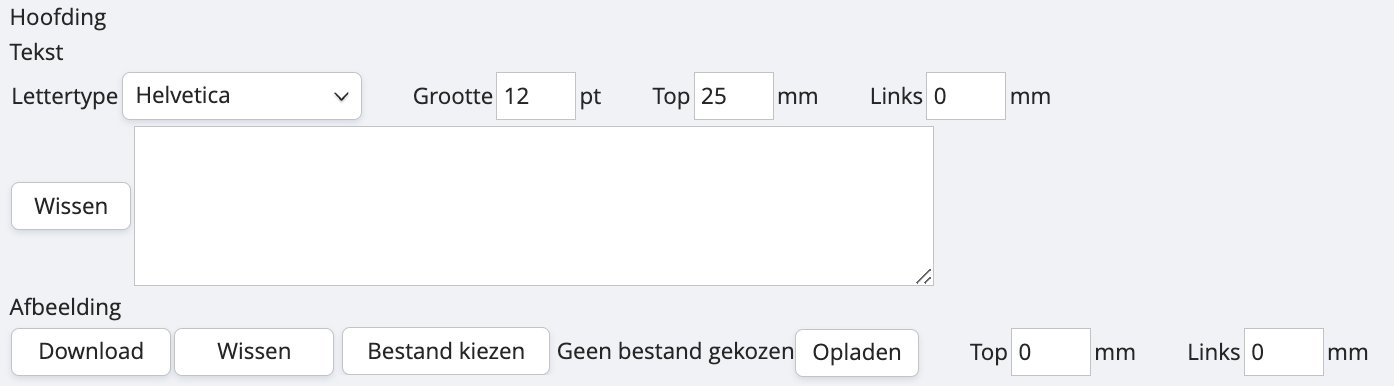 Hoofding
Tekst
Lettertype Helvetica Grootte 12 pt Top 25 mm Links 0 mm
Wissen
Afbeelding
Download Wissen Bestand kiezen Geen bestand gekozen Opladen Top 0 mm Links 0 mm